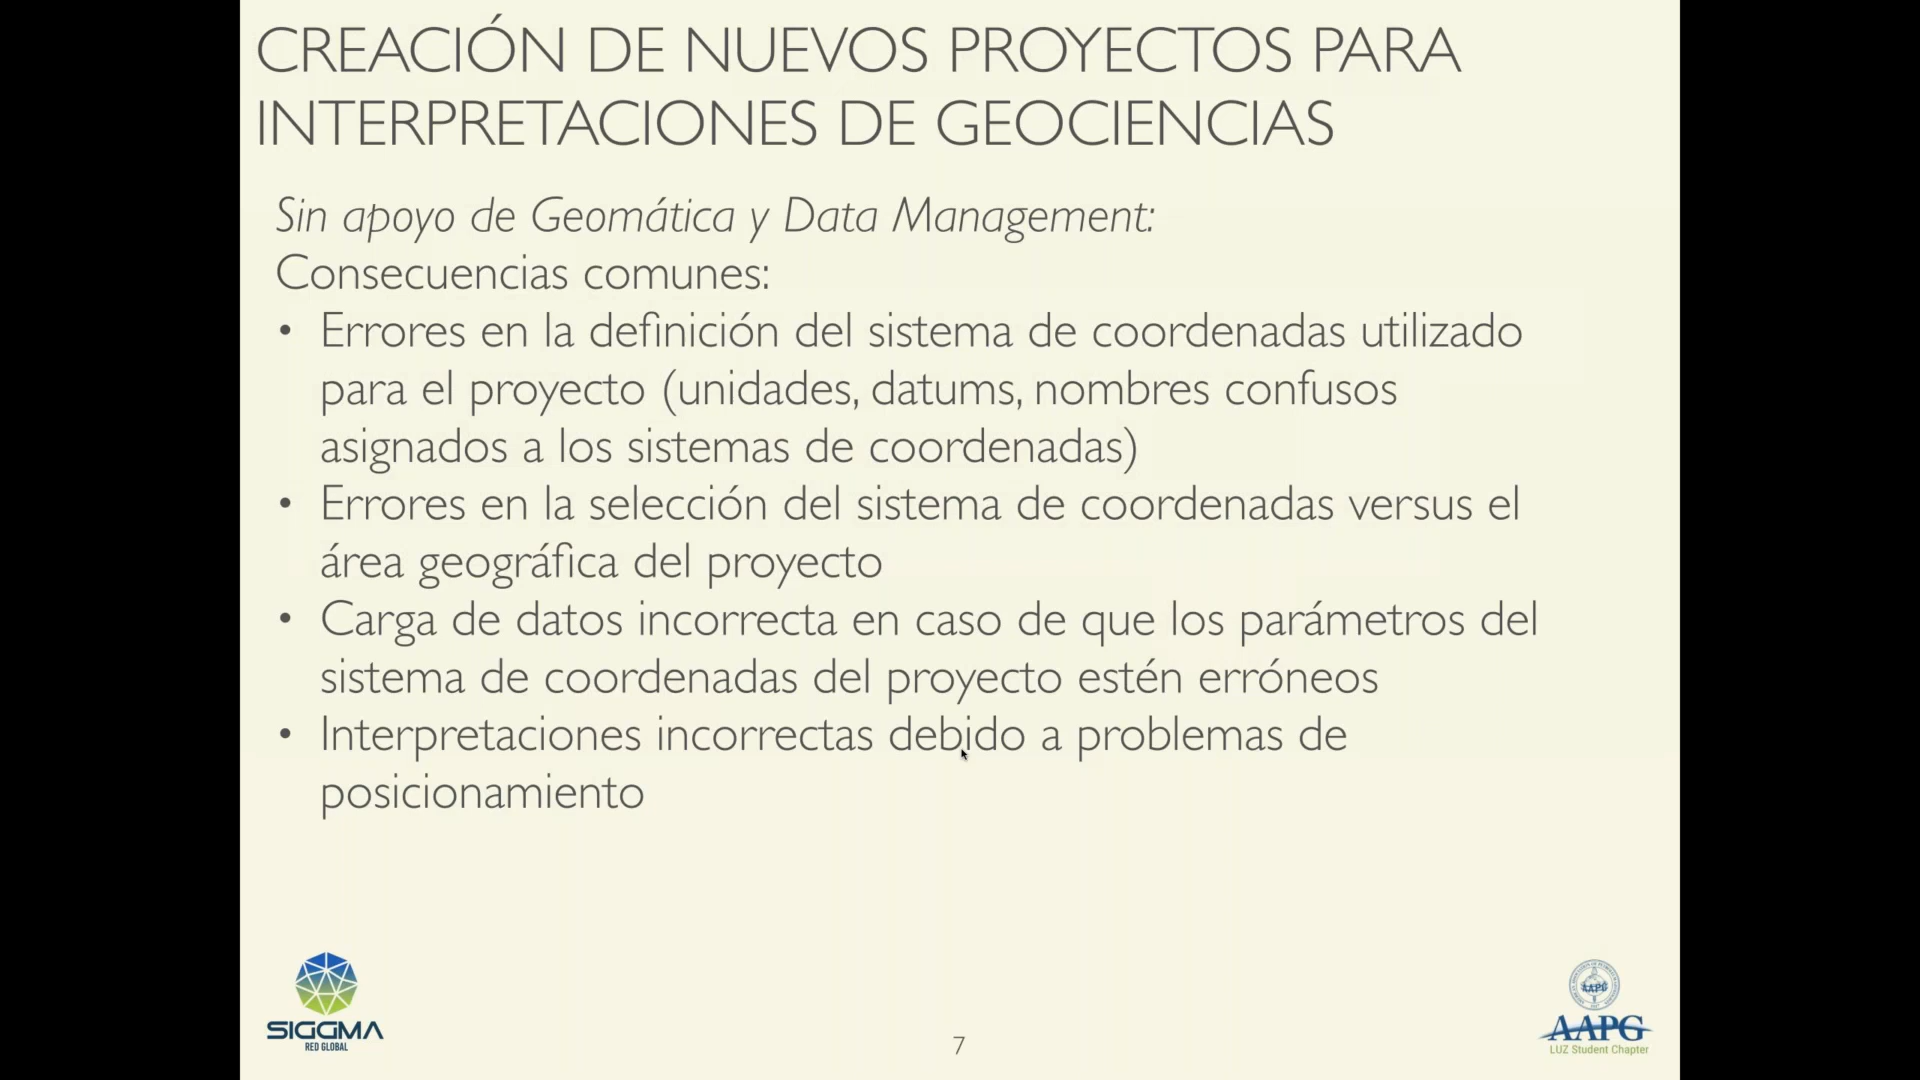 CREACIÓN DE NUEVOS PROYECTOS PARA
INTERPRETACIONES DE GEOCIENCIAS
Sin apoyo de Geomática y Data Management:
Consecuencias comunes:
• Errores en la definición del sistema de coordenadas utilizado
para el proyecto (unidades, datums, nombres confusos
asignados a los sistemas de coordenadas)
• Errores en la selección del sistema de coordenadas versus el
área geográfica del proyecto
• Carga de datos incorrecta en caso de que los parámetros del
sistema de coordenadas del proyecto estén erróneos
• Interpretaciones incorrectas debido a problemas de
posicionamiento
SIGGMA
RED GLOBAL
7
AAPG
AAPG
LUZ Student Chapter